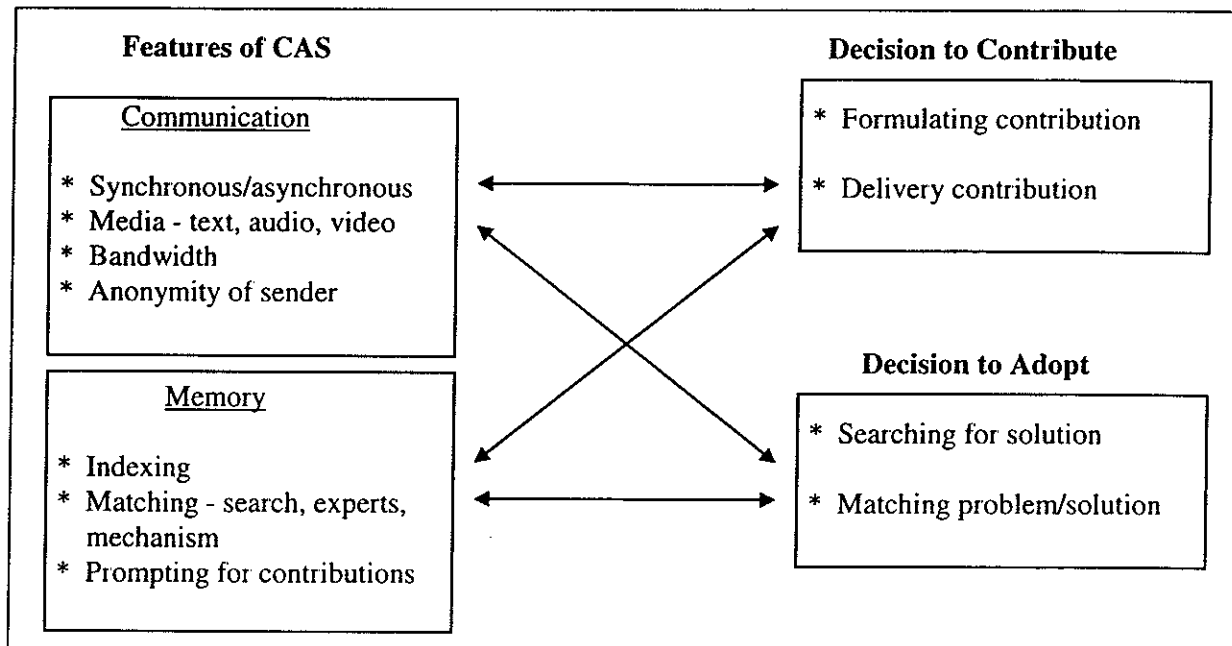 Features of CAS
Communication
* Synchronous/asynchronous
* Media - text, audio, video
* Bandwidth
* Anonymity of sender
Memory
* Indexing
* Matching - search, experts,
mechanism
* Prompting for contributions
Decision to Contribute
* Formulating contribution
* Delivery contribution
Decision to Adopt
* Searching for solution
* Matching problem/solution